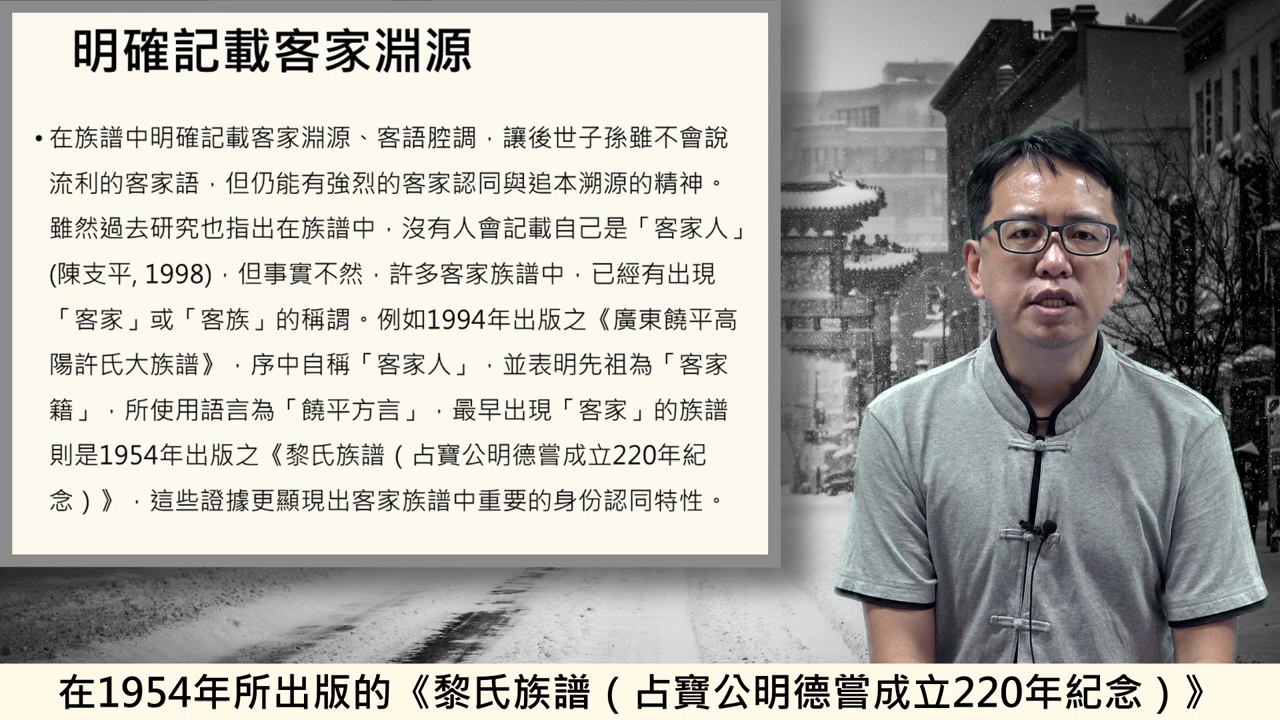 明確記載客家淵源
•在族譜中明確記載客家淵源、客語腔調，讓後世子孫雖不會說
流利的客家語，但仍能有強烈的客家認同與追本溯源的精神。
雖然過去研究也指出在族譜中，沒有人會記載自己是「客家人」
(陳支平, 1998)，但事實不然，許多客家族譜中，已經有出現
「客家」或「客族」的稱謂。例如1994年出版之《廣東饒平高
陽許氏大族譜》，序中自稱「客家人」，並表明先祖為「客家
籍」，所使用語言為「饒平方言」，最早出現「客家」的族譜
則是1954年出版之《黎氏族譜（占寶公明德嘗成立220年紀
念）》，這些證據更顯現出客家族譜中重要的身份認同特性。
在1954年所出版的《黎氏族譜（占寶公明德嘗成立220年紀念）》